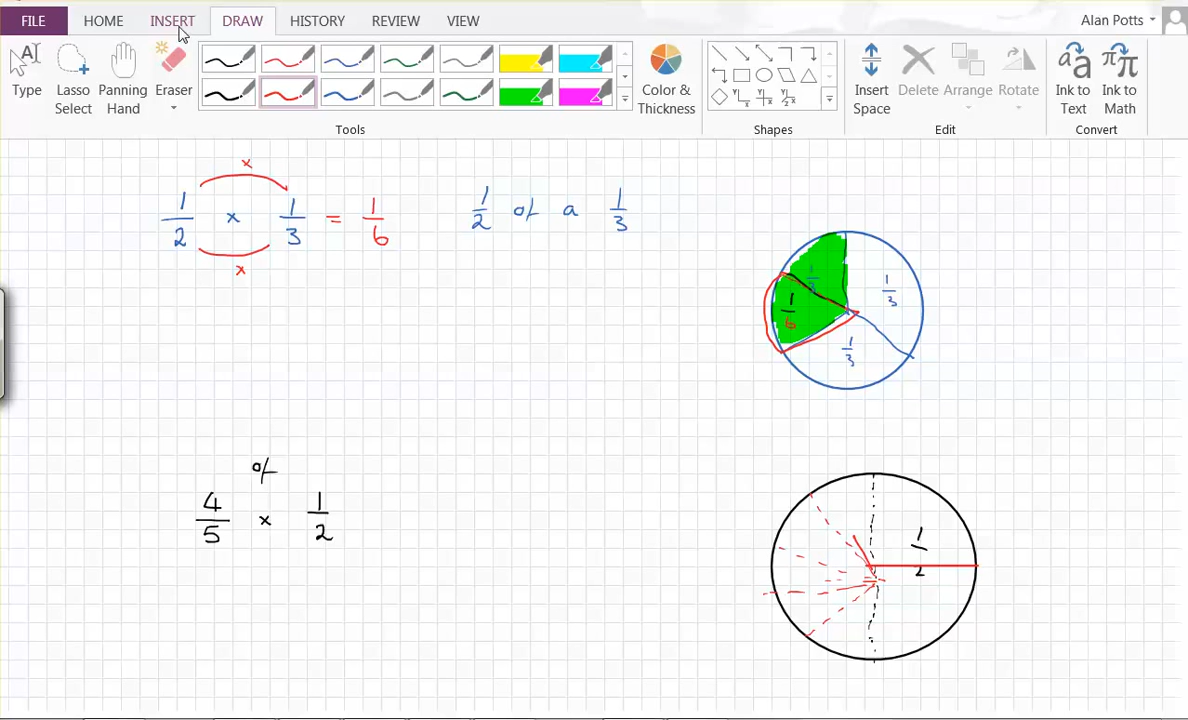 FILE HOME INSERT DRAW HISTORY REVIEW VIEW Alan Potts
Type
Lasso Select
Panning Hand
Eraser
Color & Thickness
Insert Space
Delete
Arrange
Rotate
Ink to Text
Ink to Math
Tools Shapes Edit Convert
x
1/2 x 1/3 = 1/6
x
1/2 of a 1/3
1/3
1/3
1/6
1/3
of
4/5 x 1/2
1/2